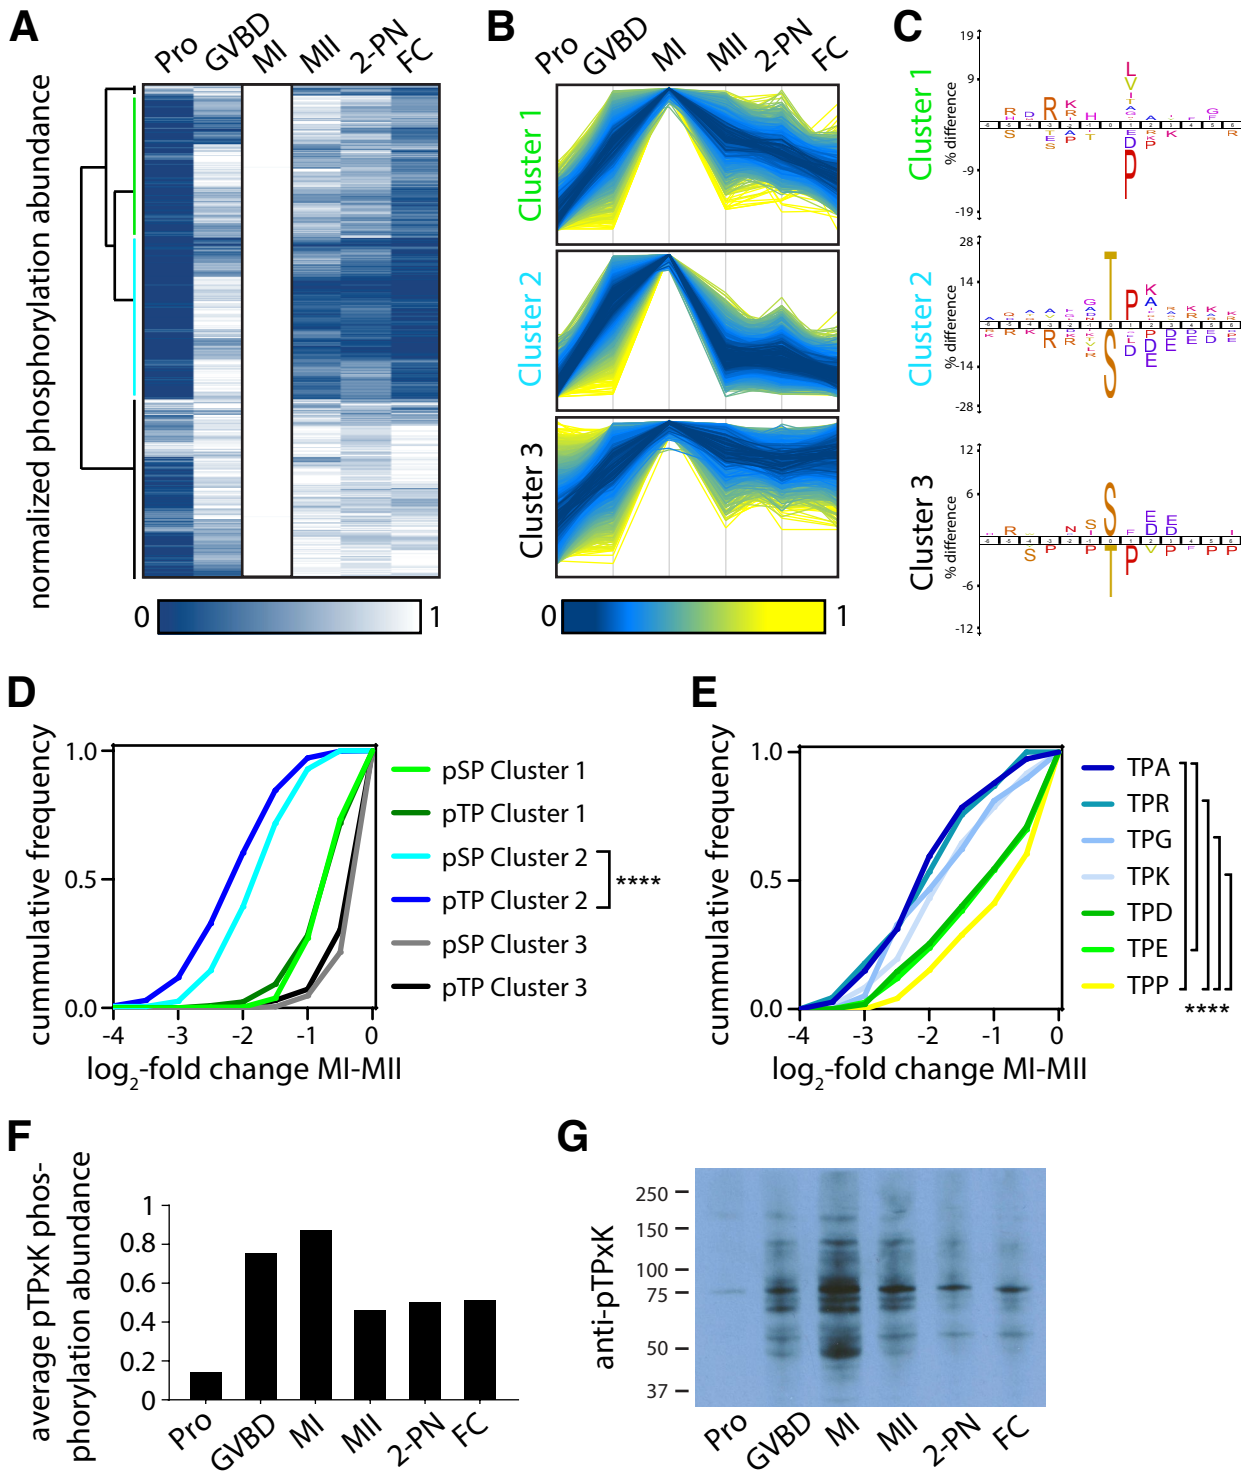 A
Pro GVBD MI MII 2-PN FC
normalized phosphorylation abundance
0 1
B
Pro GVBD MI MII 2-PN FC
Cluster 1
Cluster 2
Cluster 3
0 1
C
Cluster 1
% difference
19
9
-9
-19
L
V
R D R K H A G
S E S A P T D P R P K R
Cluster 2
% difference
28
14
-14
-28
T P K A
R K R S D P D E D E E D E
Cluster 3
% difference
12
6
-6
-12
R N S S E D E D
S P P T P V P P P
D
cummulative frequency
1.0
0.5
0.0
-4 -3 -2 -1 0
log2-fold change MI-MII
pSP Cluster 1
pTP Cluster 1
pSP Cluster 2
pTP Cluster 2
pSP Cluster 3
pTP Cluster 3
****
E
cummulative frequency
1.0
0.5
0.0
-4 -3 -2 -1 0
log2-fold change MI-MII
TPA
TPR
TPG
TPK
TPD
TPE
TPP
****
F
average pTPxK phos-
phorylation abundance
1
0.8
0.6
0.4
0.2
0
Pro GVBD MI MII 2-PN FC
G
anti-pTPxK
250
150
100
75
50
37
Pro GVBD MI MII 2-PN FC